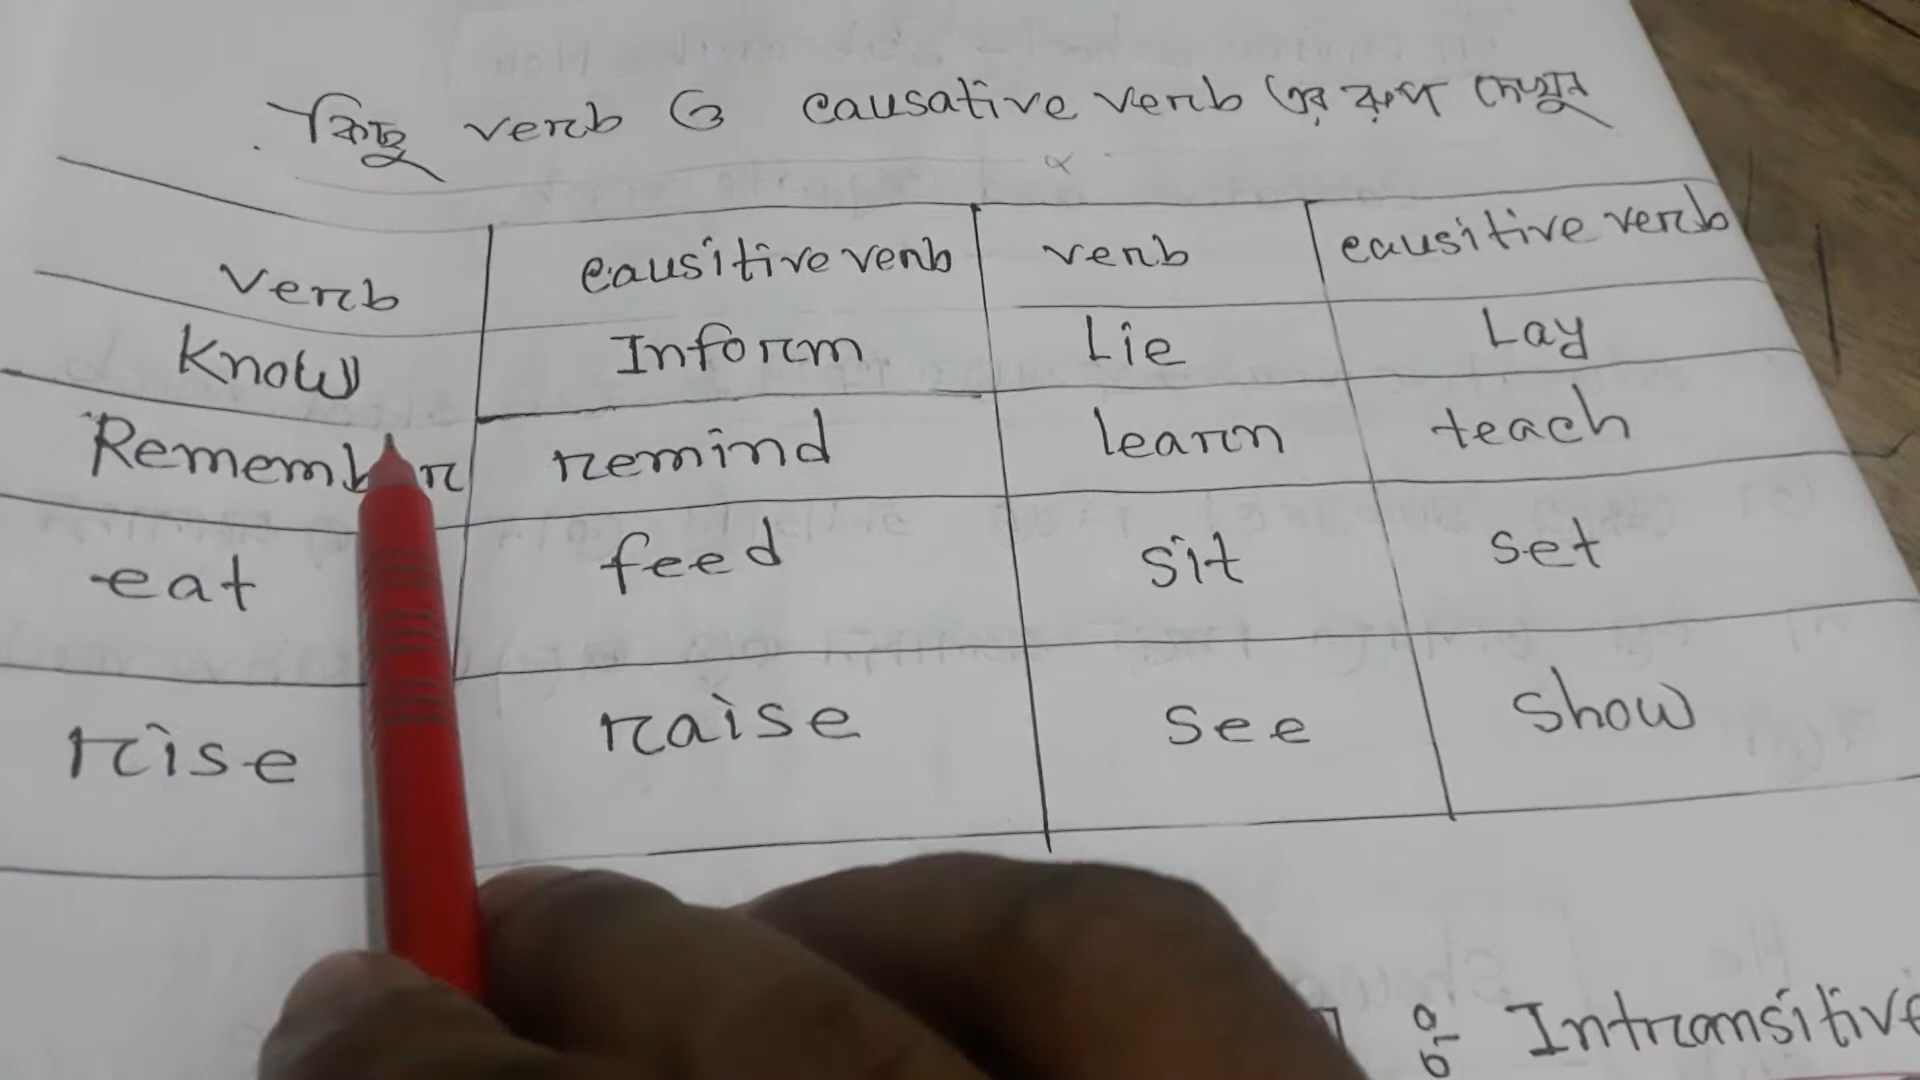 কিছু verb ও causative verb এর রূপ দেখুন
verb causitive verb verb causitive verb
Know Inform Lie Lay
Remember remind learn teach
eat feed sit set
rise raise see show
Intransitive